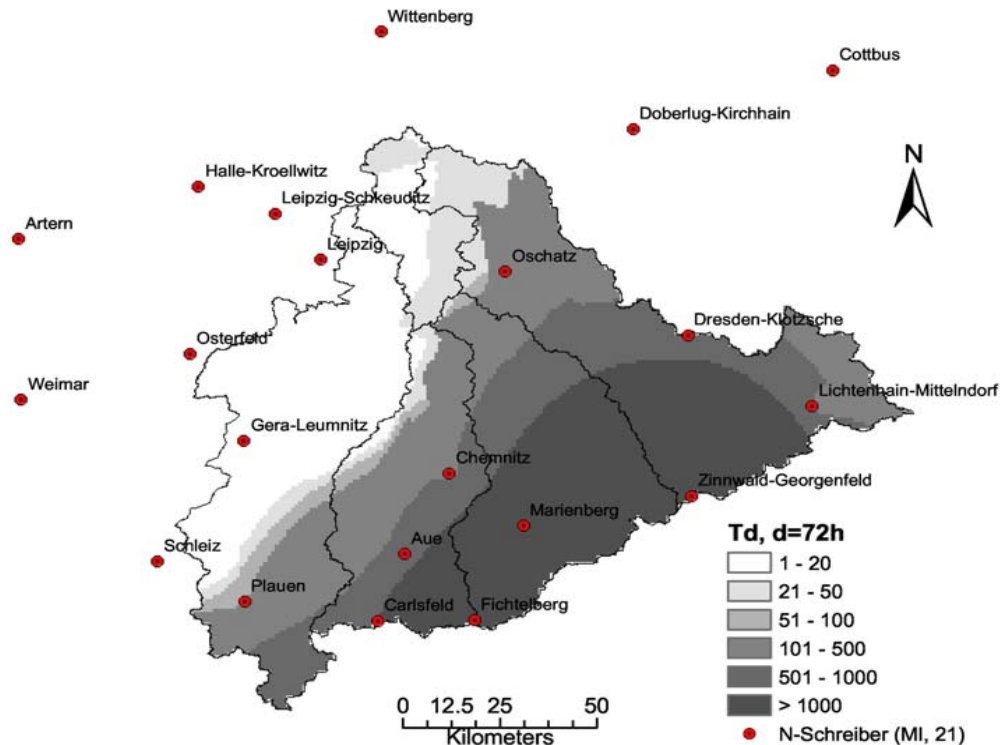 Wittenberg
Cottbus
Doberlug-Kirchhain
N
Halle-Kroellwitz
Leipzig-Schkeuditz
Artern
Leipzig
Oschatz
Dresden-Klotzsche
Osterfeld
Weimar
Lichtenhain-Mittelndorf
Gera-Leumnitz
Chemnitz
Zinnwald-Georgenfeld
Marienberg
Td, d=72h
Schleiz
Aue
1 - 20
21 - 50
Plauen
Carlsfeld
Fichtelberg
51 - 100
101 - 500
501 - 1000
> 1000
0 12.5 25 50
Kilometers
N-Schreiber (MI, 21)